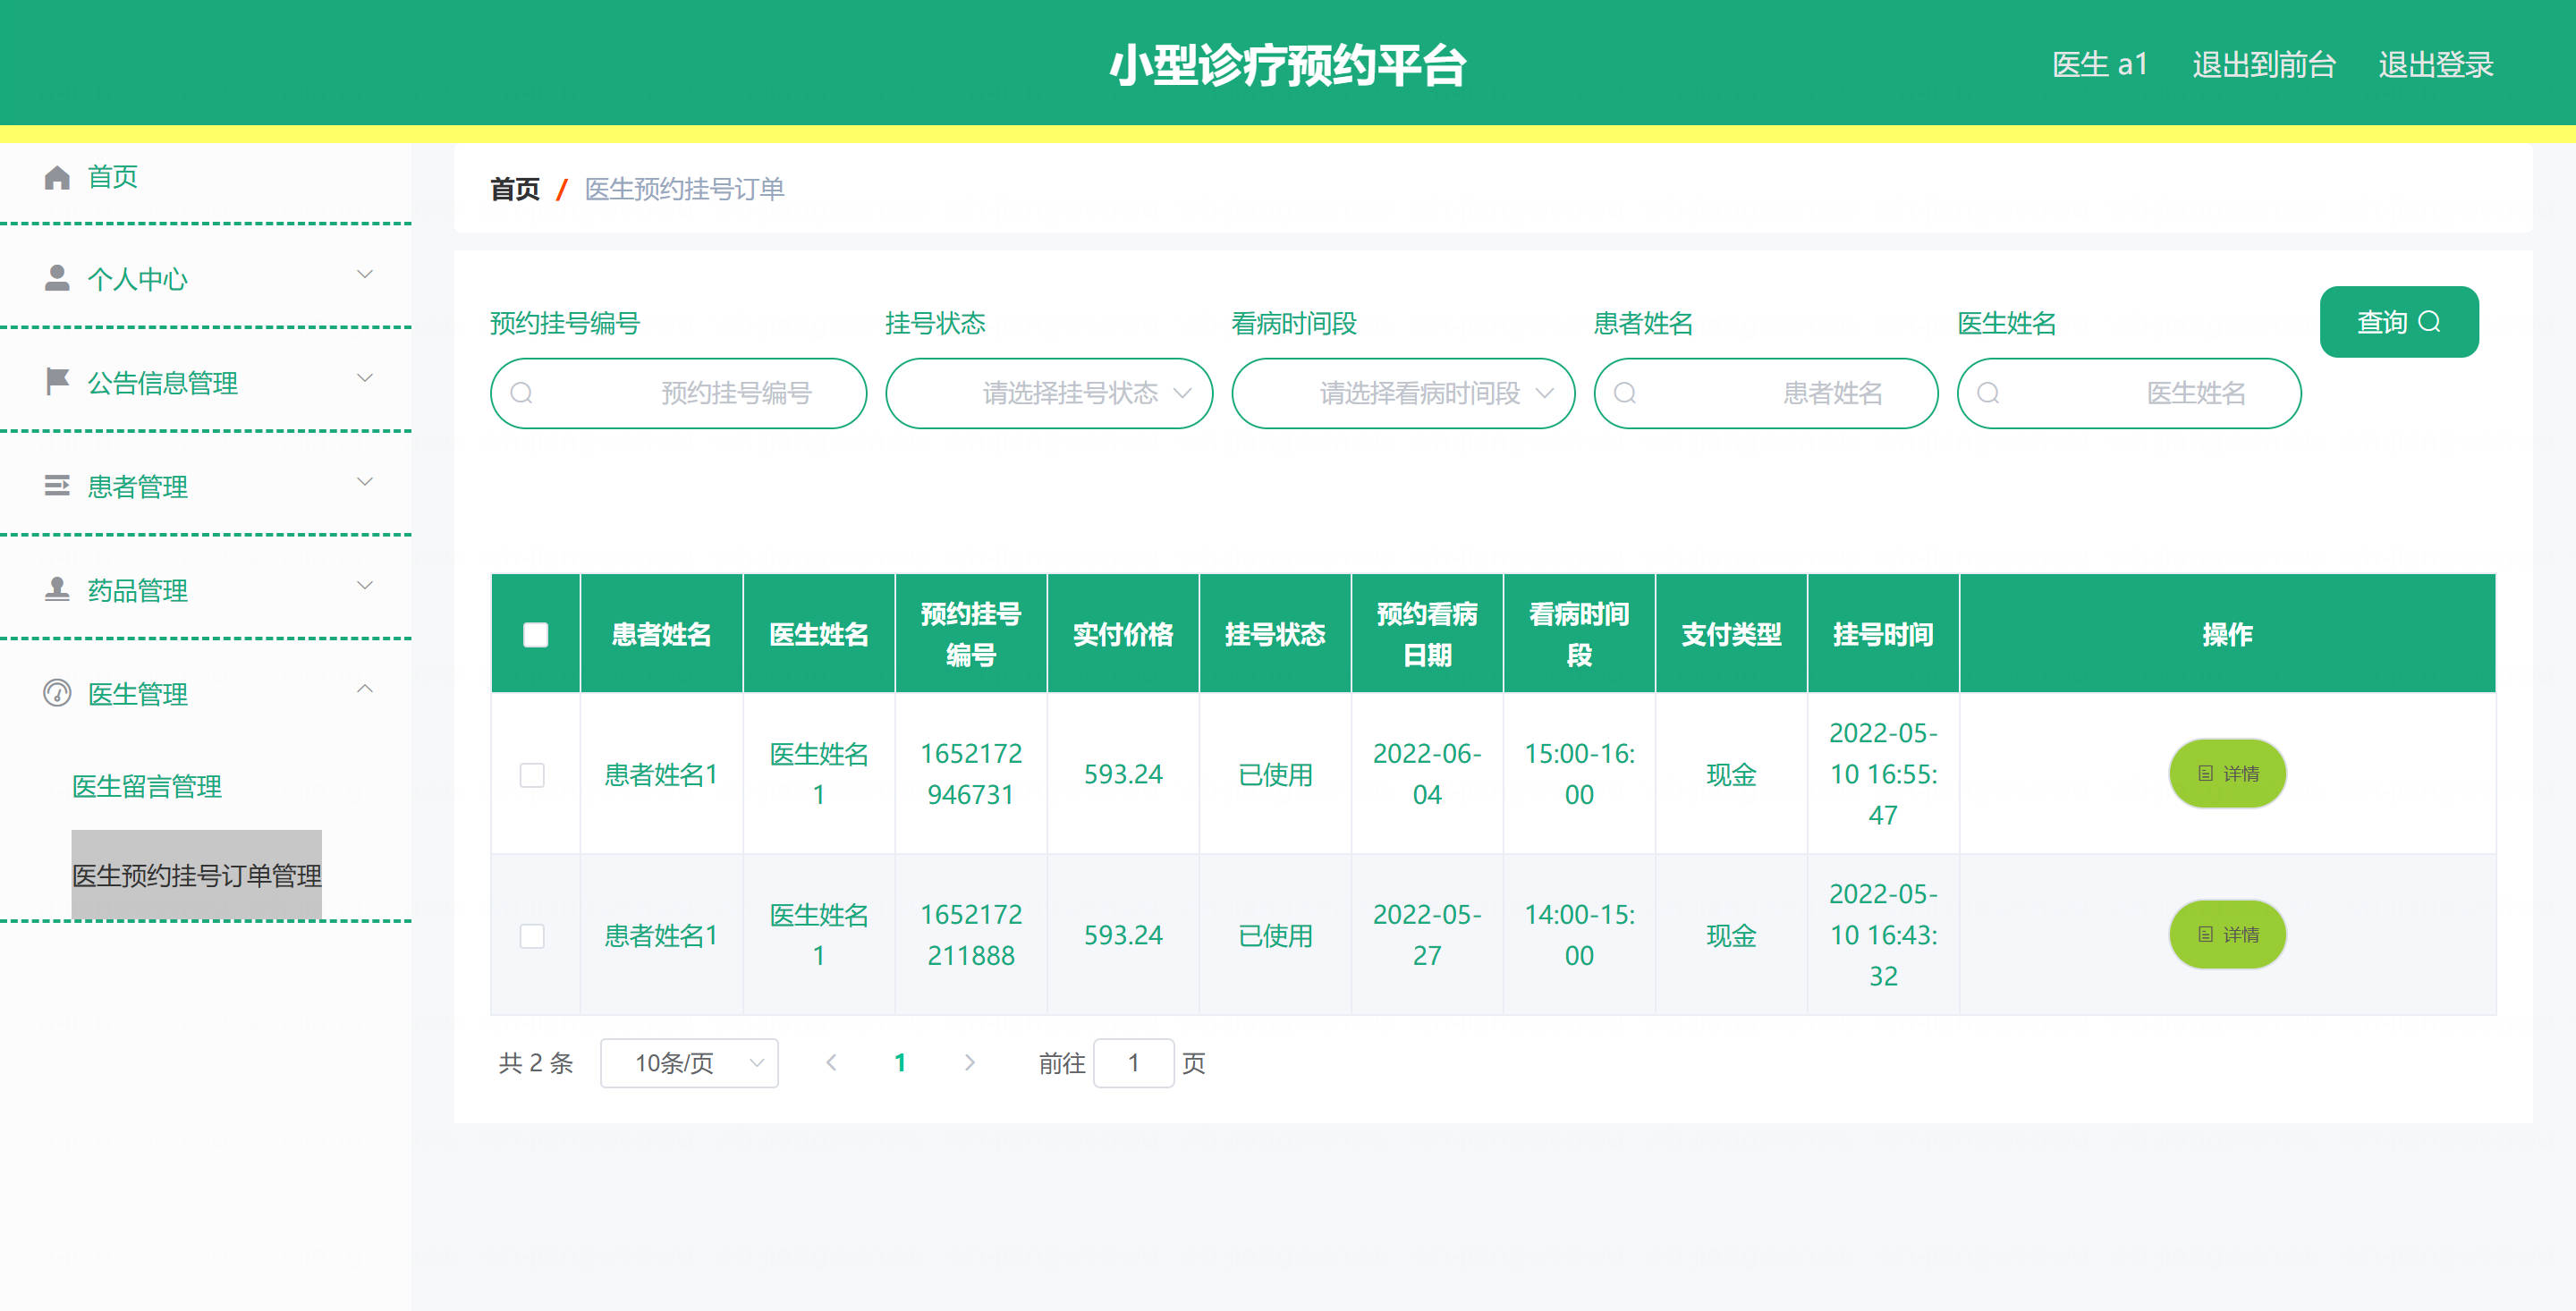 小型诊疗预约平台
医生 a1 退出到前台 退出登录
首页
个人中心
公告信息管理
患者管理
药品管理
医生管理
医生留言管理
医生预约挂号订单管理
首页 / 医生预约挂号订单
预约挂号编号 挂号状态 看病时间段 患者姓名 医生姓名
查询
预约挂号编号 请选择挂号状态 请选择看病时间段 患者姓名 医生姓名
患者姓名
医生姓名
预约挂号
编号
实付价格
挂号状态
预约看病
日期
看病时间
段
支付类型
挂号时间
操作
患者姓名1
医生姓名
1
1652172
946731
593.24
已使用
2022-06-
04
15:00-16:
00
现金
2022-05-
10 16:55:
47
详情
患者姓名1
医生姓名
1
1652172
211888
593.24
已使用
2022-05-
27
14:00-15:
00
现金
2022-05-
10 16:43:
32
详情
共 2 条 10条/页 1 前往 1 页